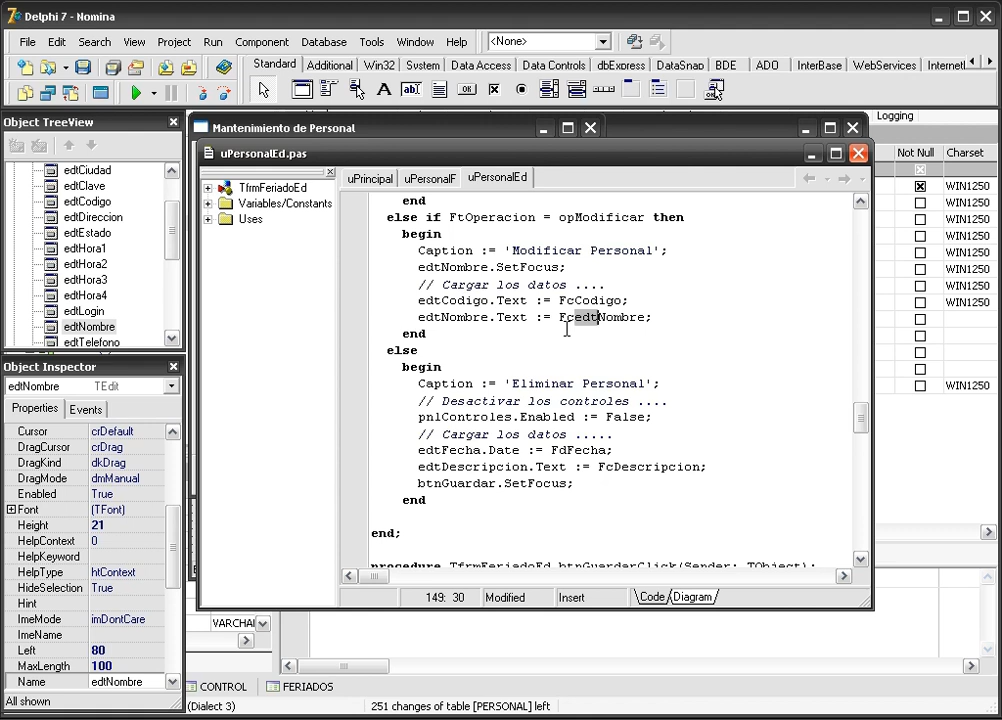 Delphi 7 - Nomina
File Edit Search View Project Run Component Database Tools Window Help <None>
Standard Additional Win32 System Data Access Data Controls dbExpress DataSnap BDE ADO InterBase WebServices InternetE
Object TreeView
edtCiudad
edtClave
edtCodigo
edtDireccion
edtEstado
edtHora1
edtHora2
edtHora3
edtHora4
edtLogin
edtNombre
edtTelefono
Object Inspector
edtNombre TEdit
Properties Events
Cursor crDefault
DragCursor crDrag
DragKind dkDrag
DragMode dmManual
Enabled True
Font (TFont)
Height 21
HelpContext 0
HelpKeyword
HelpType htContext
HideSelection True
Hint
ImeMode imDontCare
ImeName
Left 80
MaxLength 100
Name edtNombre
All shown
Mantenimiento de Personal
uPersonalEd.pas
TfrmFeriadoEd
Variables/Constants
Uses
uPrincipal uPersonalF uPersonalEd
end
else if FtOperacion = opModificar then
begin
Caption := 'Modificar Personal';
edtNombre.SetFocus;
// Cargar los datos ....
edtCodigo.Text := FcCodigo;
edtNombre.Text := FcedtNombre;
end
else
begin
Caption := 'Eliminar Personal';
// Desactivar los controles ....
pnlControles.Enabled := False;
// Cargar los datos .....
edtFecha.Date := FdFecha;
edtDescripcion.Text := FcDescripcion;
btnGuardar.SetFocus;
end
end;
procedure TfrmFeriadoEd.btnGuardarClick(Sender: TObject);
149: 30 Modified Insert Code Diagram
Logging
Not Null Charset
WIN1250
WIN1250
WIN1250
WIN1250
WIN1250
WIN1250
WIN1250
WIN1250
WIN1250
VARCHAR
CONTROL FERIADOS
(Dialect 3) 251 changes of table [PERSONAL] left